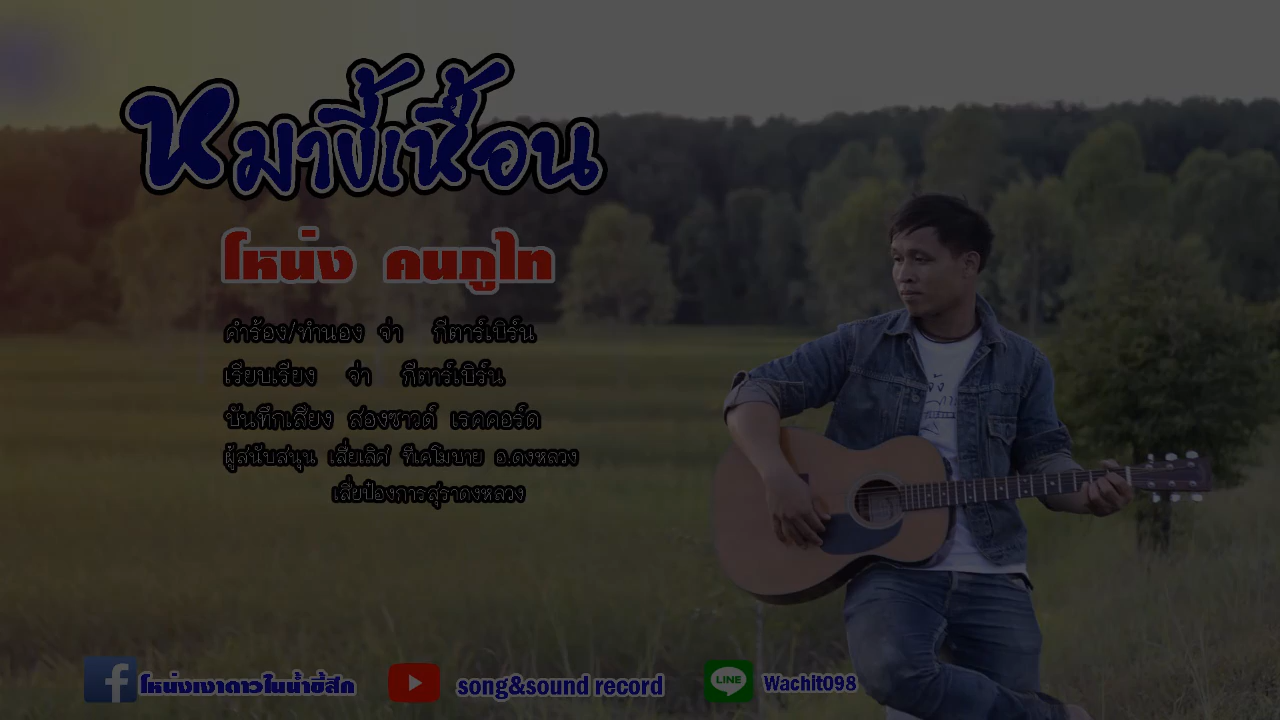 หมาขี้เหื้อน
โหน่ง คนภูไท
คำร้อง/ทำนอง จ่า กีตาร์เบิร์น
เรียบเรียง จ่า กีตาร์เบิร์น
บันทึกเสียง สองซาวด์ เรคคอร์ด
ผู้สนับสนุน เสี่ยเลิศ ทีเคโมบาย อ.ดงหลวง
เสี่ยป๋องการสุราดงหลวง
โหน่งเงาดาวในน้ำขี้สึก
song&sound record
LINE
Wachit098